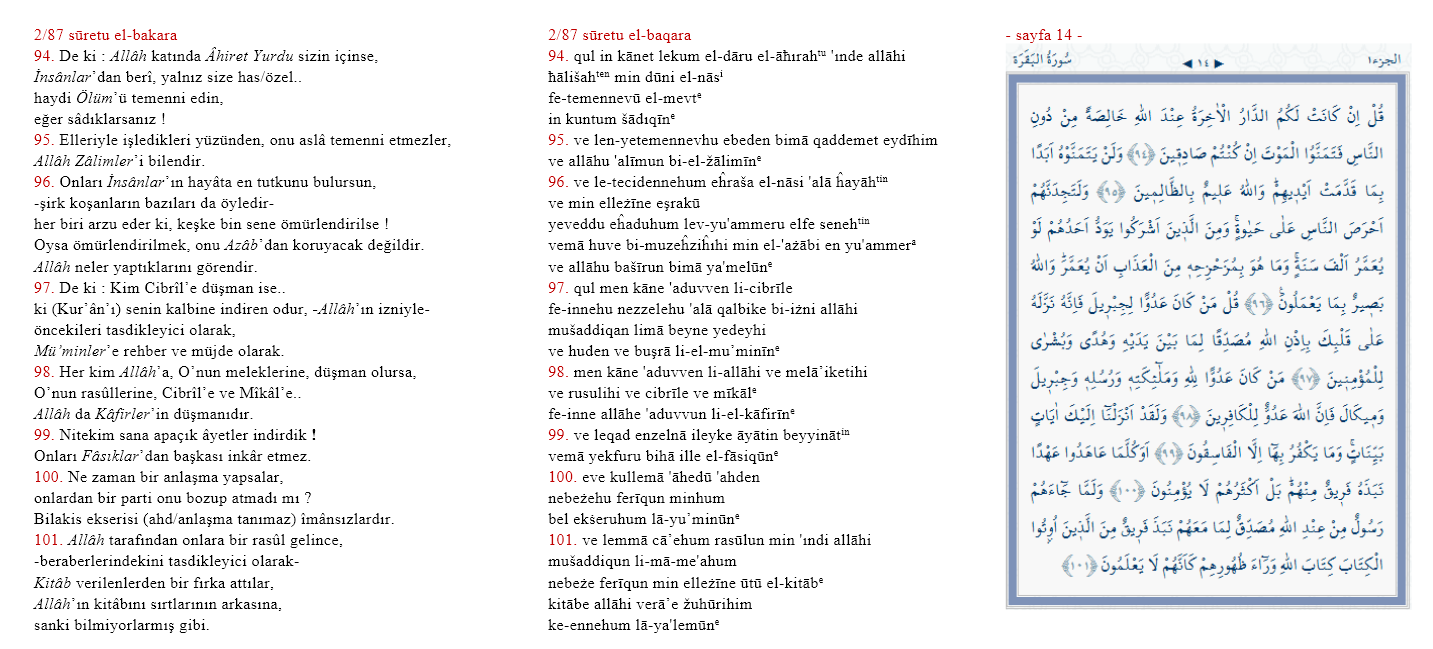 2/87 sūretu el-bakara
94. De ki : Allâh katında Âhiret Yurdu sizin içinse,
İnsânlar’dan berî, yalnız size has/özel..
haydi Ölüm’ü temenni edin,
eğer sâdıklarsanız !
95. Elleriyle işledikleri yüzünden, onu aslâ temenni etmezler,
Allâh Zâlimler’i bilendir.
96. Onları İnsânlar’ın hayâta en tutkunu bulursun,
-şirk koşanların bazıları da öyledir-
her biri arzu eder ki, keşke bin sene ömürlendirilse !
Oysa ömürlendirilmek, onu Azâb’dan koruyacak değildir.
Allâh neler yaptıklarını görendir.
97. De ki : Kim Cibrîl’e düşman ise..
ki (Kur’ân’ı) senin kalbine indiren odur, -Allâh’ın izniyle-
öncekileri tasdikleyici olarak,
Mü’minler’e rehber ve müjde olarak.
98. Her kim Allâh’a, O’nun meleklerine, düşman olursa,
O’nun rasûllerine, Cibrîl’e ve Mîkâl’e..
Allâh da Kâfirler’in düşmanıdır.
99. Nitekim sana apaçık âyetler indirdik !
Onları Fâsıklar’dan başkası inkâr etmez.
100. Ne zaman bir anlaşma yapsalar,
onlardan bir parti onu bozup atmadı mı ?
Bilakis ekserisi (ahd/anlaşma tanımaz) îmânsızlardır.
101. Allâh tarafından onlara bir rasûl gelince,
-beraberlerindekini tasdikleyici olarak-
Kitâb verilenlerden bir fırka attılar,
Allâh’ın kitâbını sırtlarının arkasına,
sanki bilmiyorlarmış gibi.
2/87 sūretu el-baqara
94. qul in kānet lekum el-dāru el-āħırahᵗᵘ 'ınde allāhi
ħālišahᵗᵉⁿ min dūni el-nāsⁱ
fe-temennevū el-mevtᵉ
in kuntum šādıqīnᵉ
95. ve len-yetemennevhu ebeden bimā qaddemet eydīhim
ve allāhu 'alīmun bi-el-žālimīnᵉ
96. ve le-tecidennehum eĥraša el-nāsi 'alā ĥayāhᵗⁱⁿ
ve min elleżīne eşrakū
yeveddu eĥaduhum lev-yu'ammeru elfe senehᵗⁱⁿ
vemā huve bi-muzeĥziĥıhi min el-'ażābi en yu'ammerᵃ
ve allāhu bašīrun bimā ya'melūnᵉ
97. qul men kāne 'aduvven li-cibrīle
fe-innehu nezzelehu 'alā qalbike bi-iżni allāhi
mušaddiqan limā beyne yedeyhi
ve huden ve buşrā li-el-mu’minīnᵉ
98. men kāne 'aduvven li-allāhi ve melā’iketihi
ve rusulihi ve cibrīle ve mīkālᵉ
fe-inne allāhe 'aduvvun li-el-kāfirīnᵉ
99. ve leqad enzelnā ileyke āyātin beyyinātⁱⁿ
vemā yekfuru bihā ille el-fāsiqūnᵉ
100. eve kullemā 'āhedū 'ahden
nebeżehu ferīqun minhum
bel ekśeruhum lā-yu’minūnᵉ
101. ve lemmā cā’ehum rasūlun min 'ındi allāhi
mušaddiqun li-mā-me'ahum
nebeże ferīqun min elleżīne ūtū el-kitābᵉ
kitābe allāhi verā’e žuhūrihim
ke-ennehum lā-ya'lemūnᵉ
- sayfa 14 -
الجزء١ ◀ ١٤ ▶ سُورَةُ البَقَرَة
قُلْ اِنْ كَانَتْ لَكُمُ الدَّارُ الْاٰخِرَةُ عِنْدَ اللّٰهِ خَالِصَةً مِنْ دُونِ
النَّاسِ فَتَمَنَّوُا الْمَوْتَ اِنْ كُنْتُمْ صَادِقٖينَ ﴿٩٤﴾ وَلَنْ يَتَمَنَّوْهُ اَبَدًا
بِمَا قَدَّمَتْ اَيْدٖيهِمْؕ وَاللّٰهُ عَلٖيمٌ بِالظَّالِمٖينَ ﴿٩٥﴾ وَلَتَجِدَنَّهُمْ
اَحْرَصَ النَّاسِ عَلٰى حَيٰوةٍۚ وَمِنَ الَّذٖينَ اَشْرَكُوا يَوَدُّ اَحَدُهُمْ لَوْ
يُعَمَّرُ اَلْفَ سَنَةٍۚ وَمَا هُوَ بِمُزَحْزِحِهٖ مِنَ الْعَذَابِ اَنْ يُعَمَّرَؕ وَاللّٰهُ
بَصٖيرٌ بِمَا يَعْمَلُونَؕ ﴿٩٦﴾ قُلْ مَنْ كَانَ عَدُوًّا لِجِبْرٖيلَ فَاِنَّهُ نَزَّلَهُ
عَلٰى قَلْبِكَ بِاِذْنِ اللّٰهِ مُصَدِّقًا لِمَا بَيْنَ يَدَيْهِ وَهُدًى وَبُشْرٰى
لِلْمُؤْمِنٖينَ ﴿٩٧﴾ مَنْ كَانَ عَدُوًّا لِلّٰهِ وَمَلٰٓئِكَتِهٖ وَرُسُلِهٖ وَجِبْرٖيلَ
وَمٖيكَالَ فَاِنَّ اللّٰهَ عَدُوٌّ لِلْكَافِرٖينَ ﴿٩٨﴾ وَلَقَدْ اَنْزَلْنَٓا اِلَيْكَ اٰيَاتٍ
بَيِّنَاتٍۚ وَمَا يَكْفُرُ بِهَٓا اِلَّا الْفَاسِقُونَ ﴿٩٩﴾ اَوَكُلَّمَا عَاهَدُوا عَهْدًا
نَبَذَهُ فَرٖيقٌ مِنْهُمْؕ بَلْ اَكْثَرُهُمْ لَا يُؤْمِنُونَ ﴿١٠٠﴾ وَلَمَّا جَٓاءَهُمْ
رَسُولٌ مِنْ عِنْدِ اللّٰهِ مُصَدِّقٌ لِمَا مَعَهُمْ نَبَذَ فَرٖيقٌ مِنَ الَّذٖينَ اُو۫تُوا
الْكِتَابَ كِتَابَ اللّٰهِ وَرَٓاءَ ظُهُورِهِمْ كَاَنَّهُمْ لَا يَعْلَمُونَ ﴿١٠١﴾